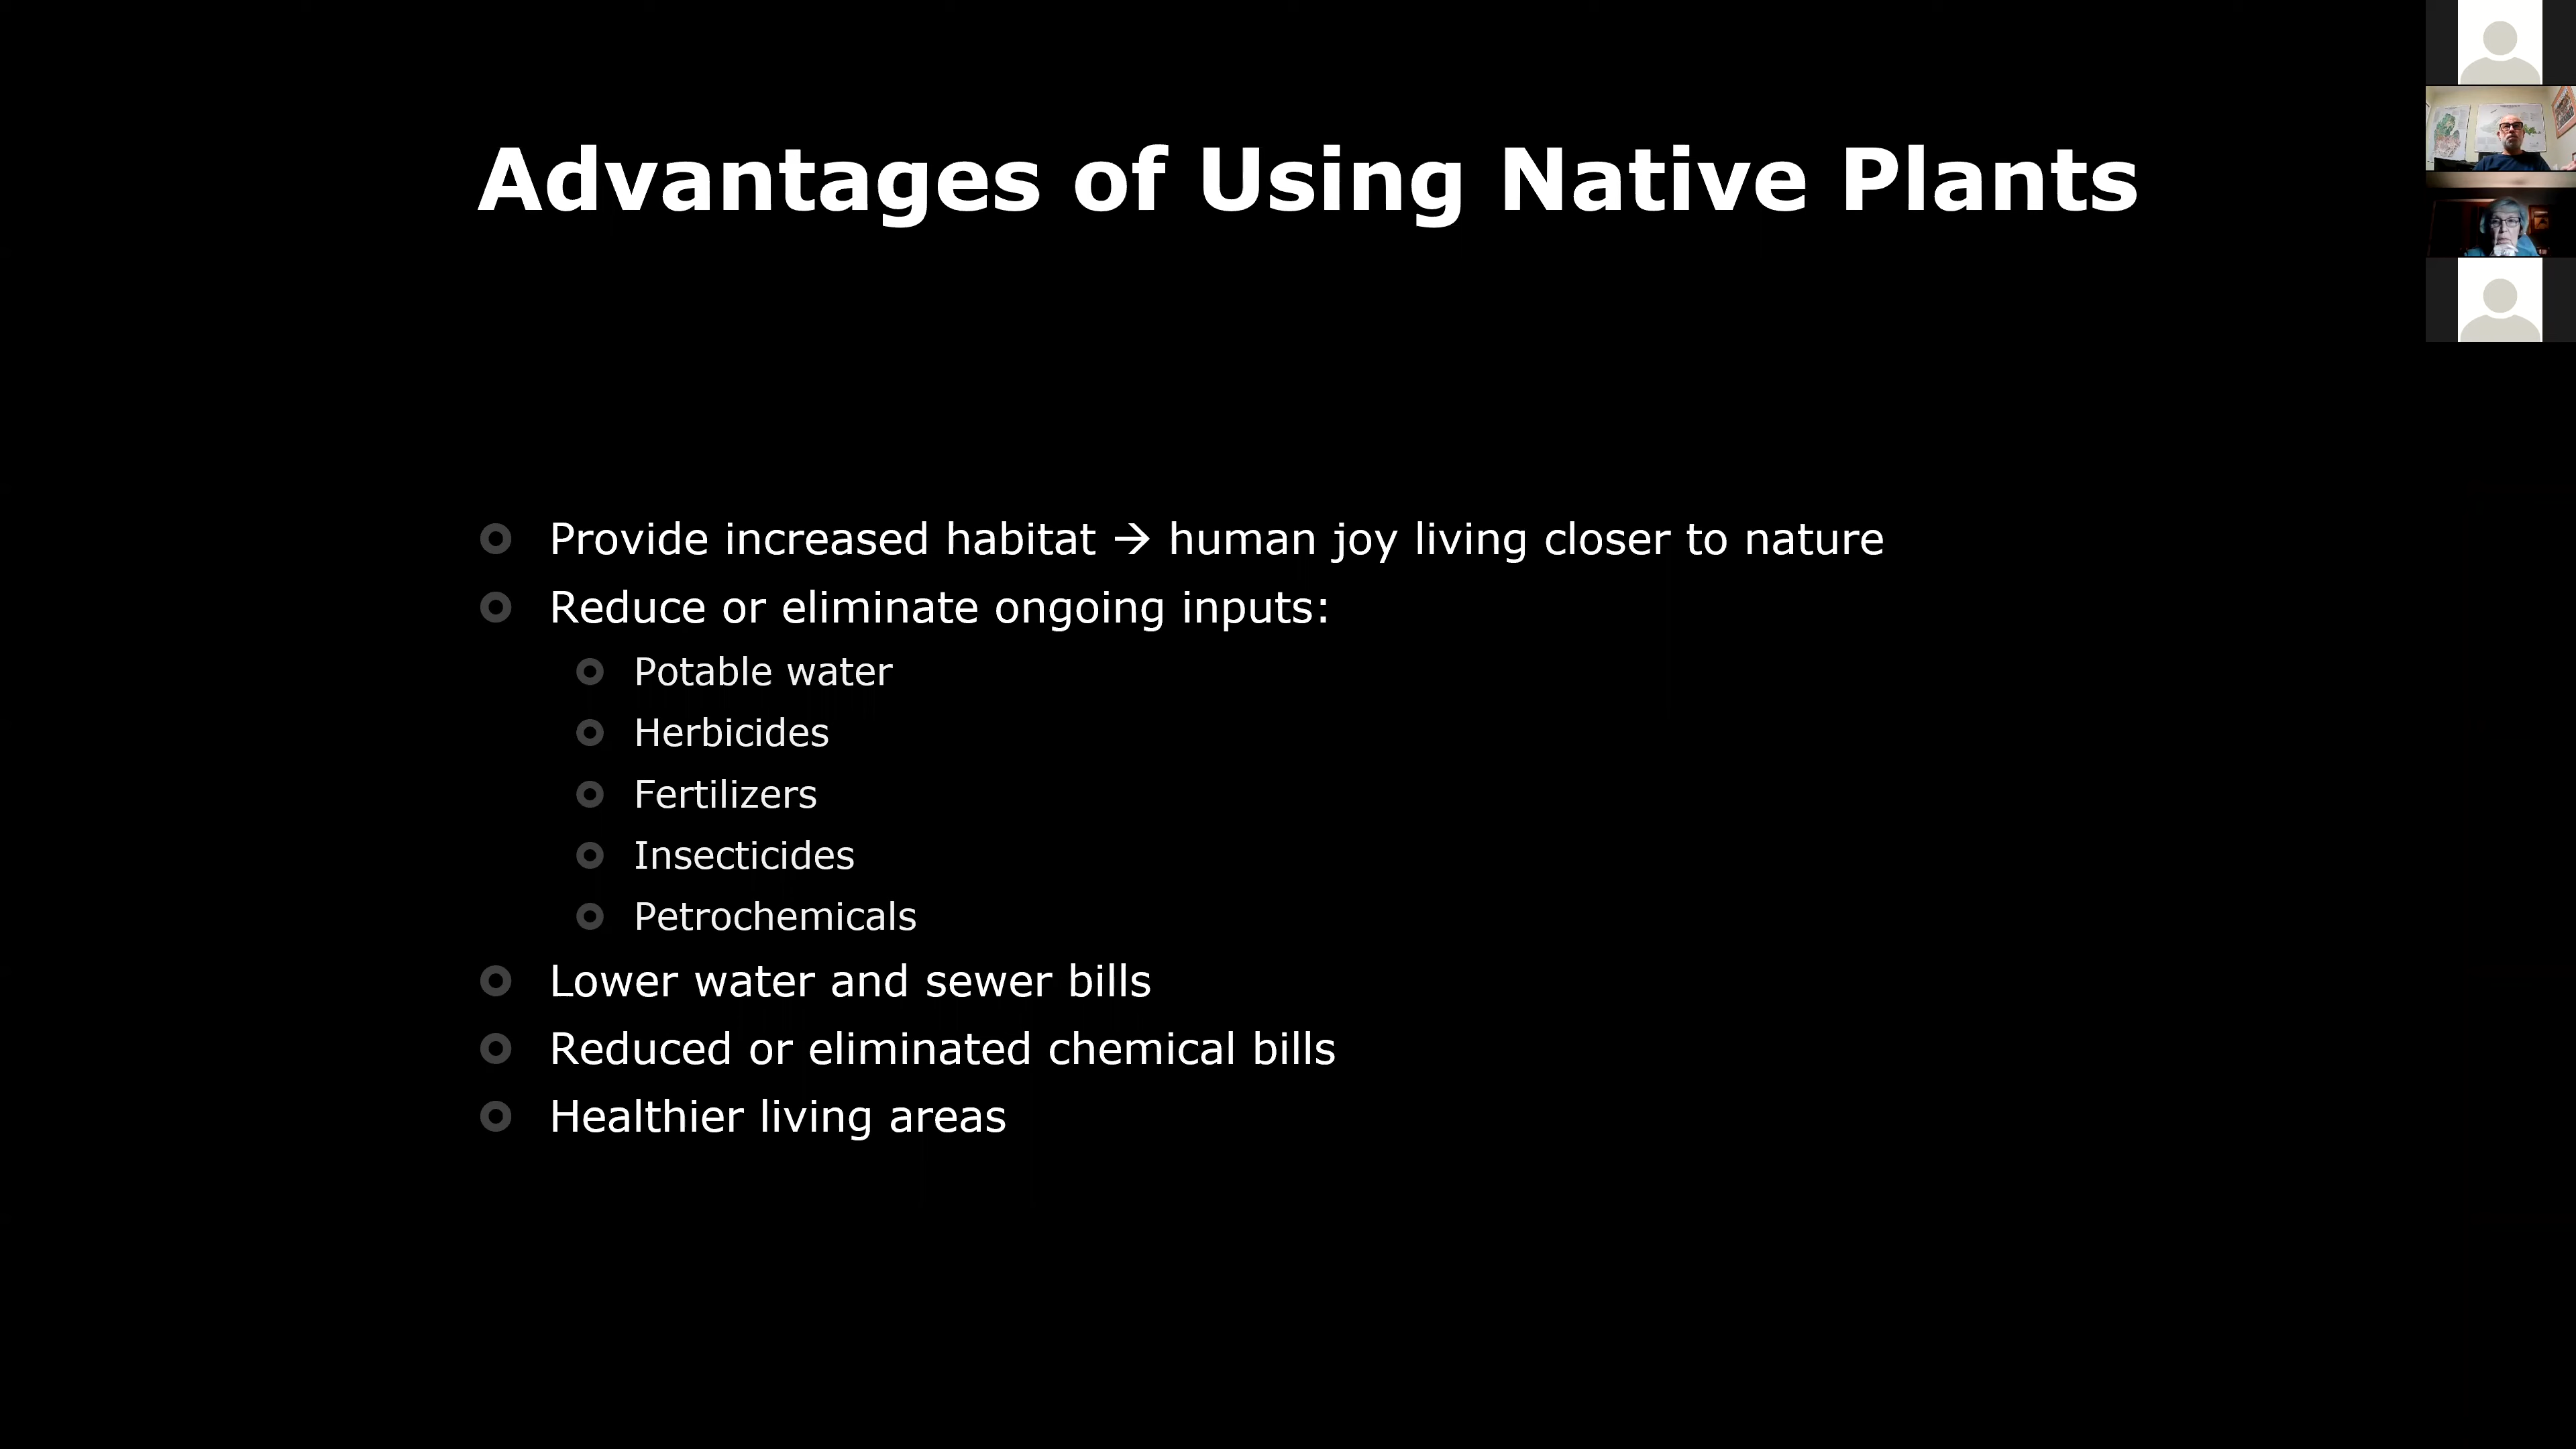 Advantages of Using Native Plants
Provide increased habitat → human joy living closer to nature
Reduce or eliminate ongoing inputs:
Potable water
Herbicides
Fertilizers
Insecticides
Petrochemicals
Lower water and sewer bills
Reduced or eliminated chemical bills
Healthier living areas